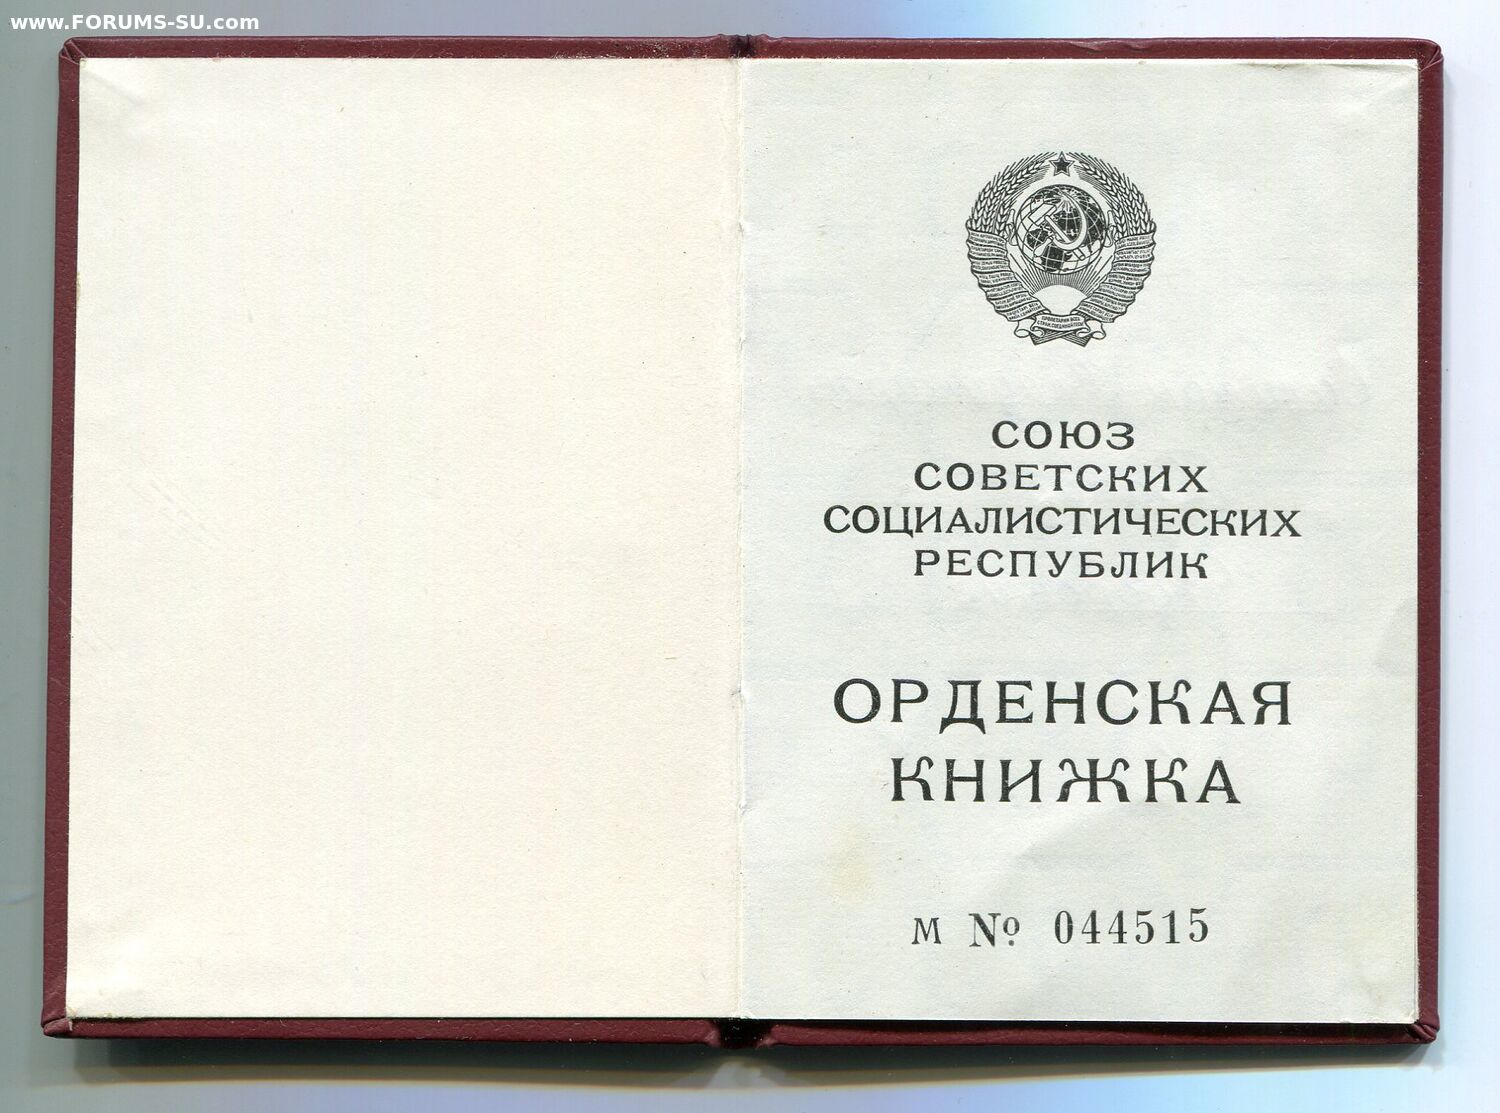 www.FORUMS-SU.com
СОЮЗ
СОВЕТСКИХ
СОЦИАЛИСТИЧЕСКИХ
РЕСПУБЛИК
ОРДЕНСКАЯ
КНИЖКА
М № 044515